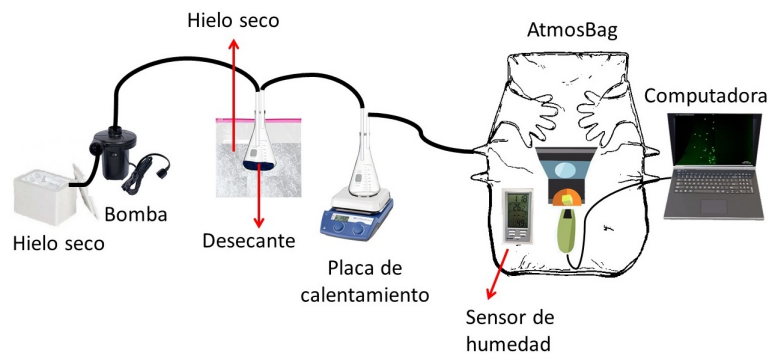 Hielo seco
AtmosBag
Computadora
Bomba
Hielo seco
Desecante
Placa de
calentamiento
Sensor de
humedad